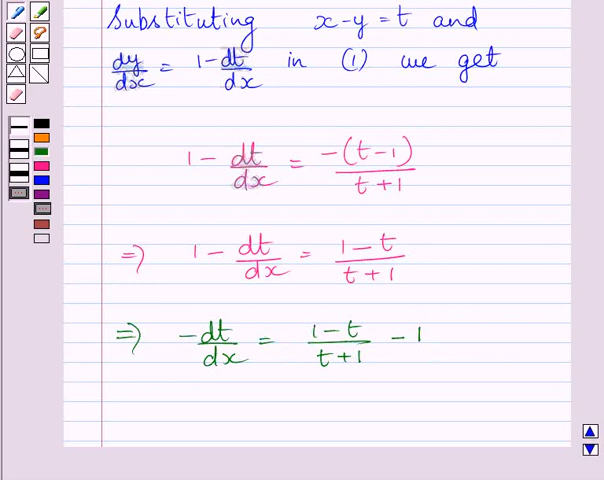 Substituting x-y = t and
dy/dx = 1 - dt/dx in (1) we get
1 - dt/dx = -(t-1)/t+1
⇒) 1 - dt/dx = 1-t/t+1
⇒) -dt/dx = 1-t/t+1 - 1